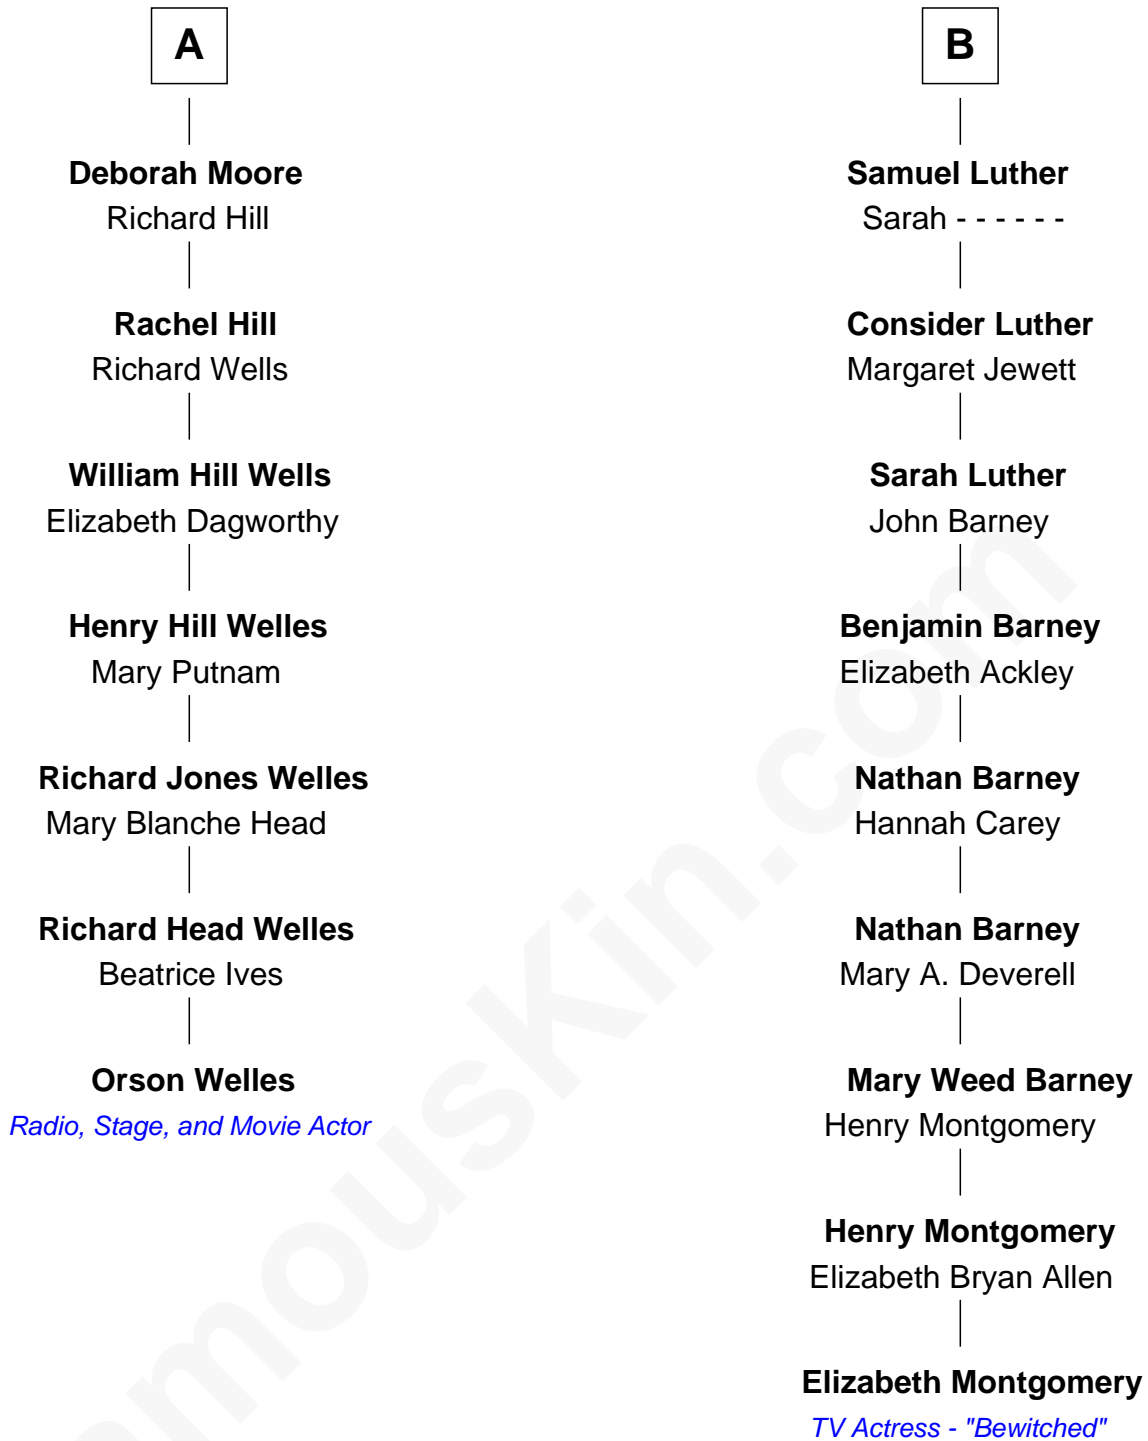 A
Deborah Moore
Richard Hill
Rachel Hill
Richard Wells
William Hill Wells
Elizabeth Dagworthy
Henry Hill Welles
Mary Putnam
Richard Jones Welles
Mary Blanche Head
Richard Head Welles
Beatrice Ives
Orson Welles
Radio, Stage, and Movie Actor
B
Samuel Luther
Sarah - - - - - -
Consider Luther
Margaret Jewett
Sarah Luther
John Barney
Benjamin Barney
Elizabeth Ackley
Nathan Barney
Hannah Carey
Nathan Barney
Mary A. Deverell
Mary Weed Barney
Henry Montgomery
Henry Montgomery
Elizabeth Bryan Allen
Elizabeth Montgomery
TV Actress - "Bewitched"
amouskin.com